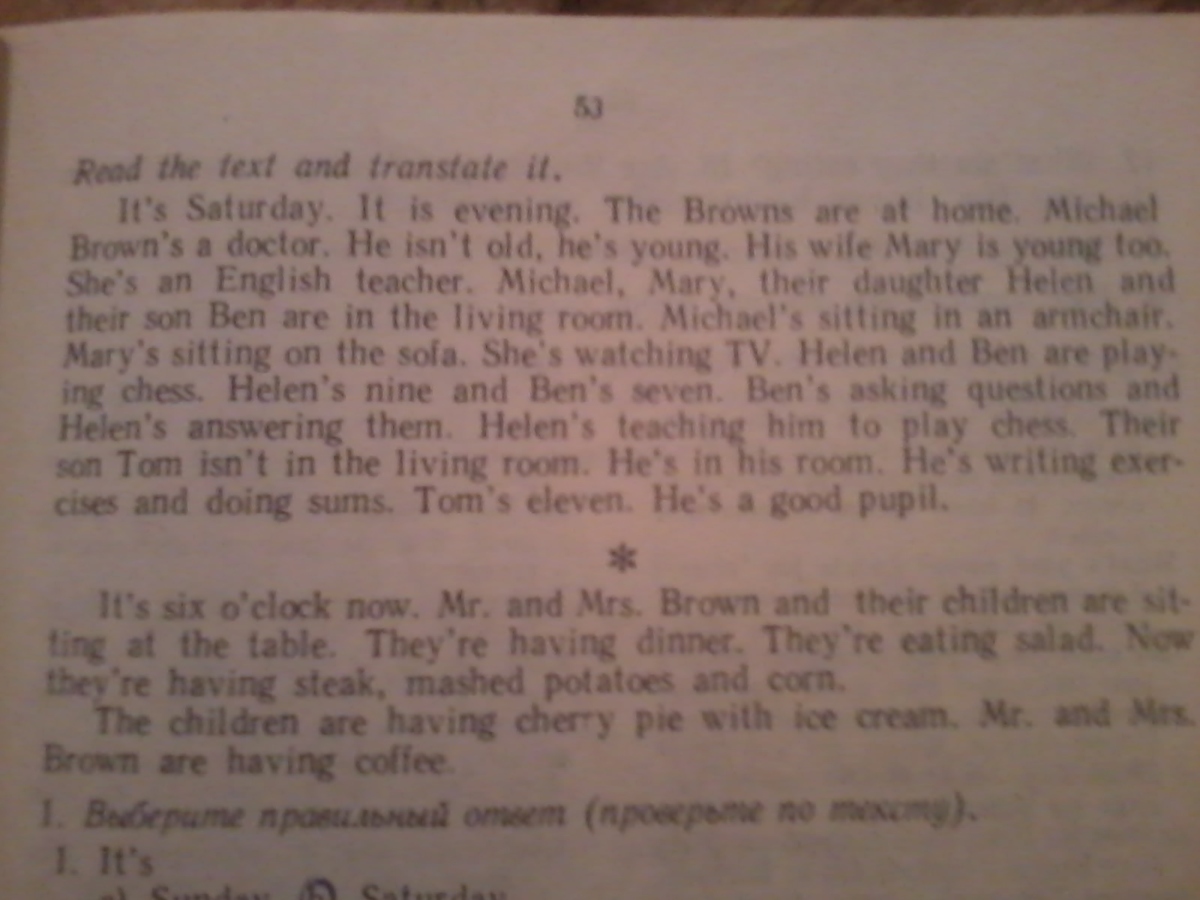 53
Read the text and translate it.
It's Saturday. It is evening. The Browns are at home. Michael
Brown's a doctor. He isn't old, he's young. His wife Mary is young too.
She's an English teacher. Michael, Mary, their daughter Helen and
their son Ben are in the living room. Michael's sitting in an armchair.
Mary's sitting on the sofa. She's watching TV. Helen and Ben are play-
ing chess. Helen's nine and Ben's seven. Ben's asking questions and
Helen's answering them. Helen's teaching him to play chess. Their
son Tom isn't in the living room. He's in his room. He's writing exer-
cises and doing sums. Tom's eleven. He's a good pupil.
*
It's six o'clock now. Mr. and Mrs. Brown and their children are sit-
ting at the table. They're having dinner. They're eating salad. Now
they're having steak, mashed potatoes and corn.
The children are having cherry pie with ice cream. Mr. and Mrs.
Brown are having coffee.
1. Выберите правильный ответ (проверьте по тексту).
1. It's
a) Sunday b) Saturday